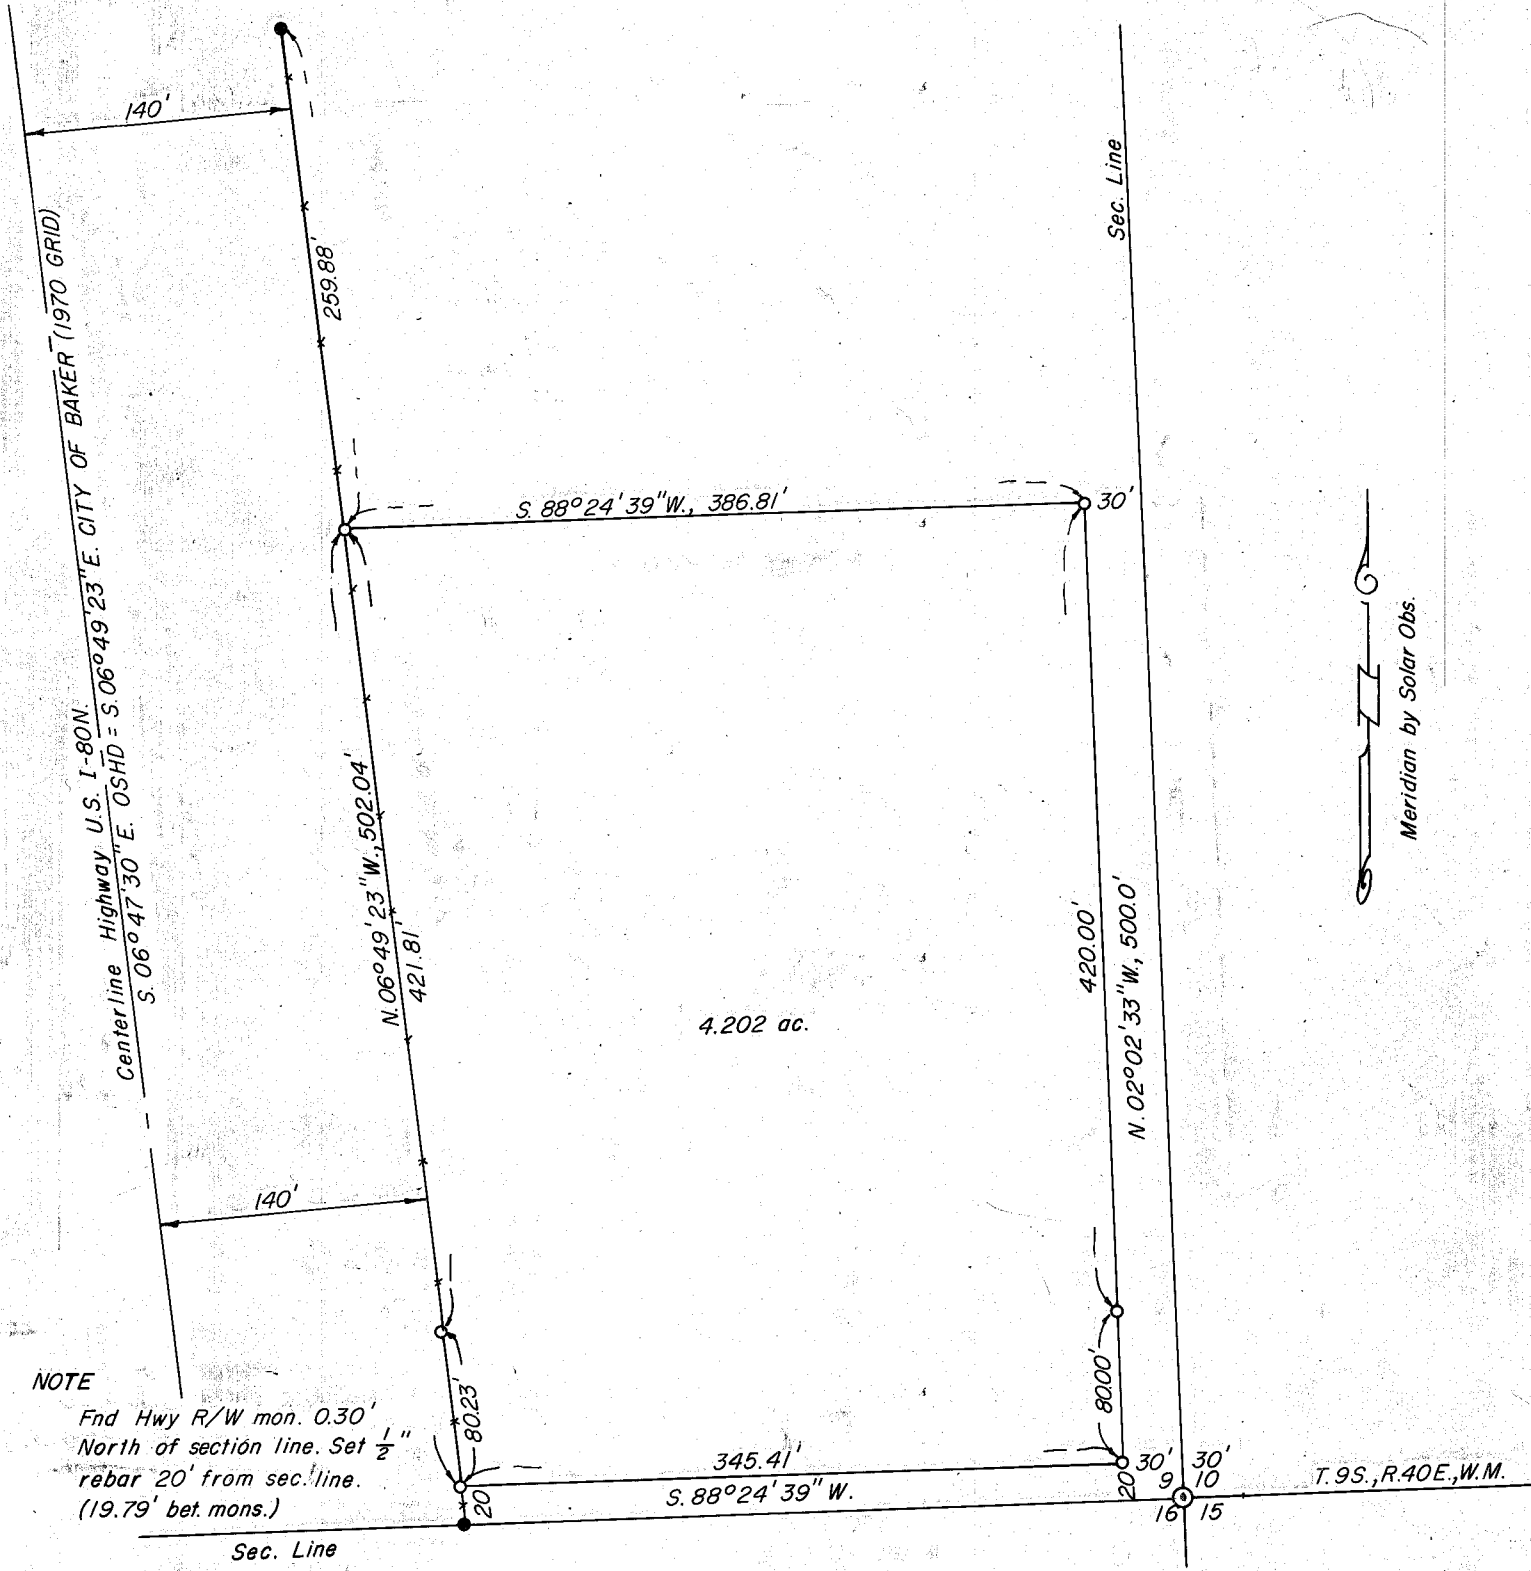 140'
Sec. Line
259.88'
Centerline Highway U.S. I-80N
S. 06°47'30"E. OSHD = S. 06°49'23"E. CITY OF BAKER (1970 GRID)
S. 88°24'39"W., 386.81'
30'
Meridian by Solar Obs.
N. 06°49'23"W., 502.04'
421.81'
4.202 ac.
420.00'
N. 02°02'33"W., 500.0'
140'
NOTE
Fnd Hwy R/W mon. 0.30'
North of section line. Set 1/2"
rebar 20' from sec. line.
(19.79' bet. mons.)
80.23'
80.00'
345.41'
S. 88°24'39"W.
20'
20'
30' 30'
9 10
16 15
T. 9S., R. 40E., W.M.
Sec. Line